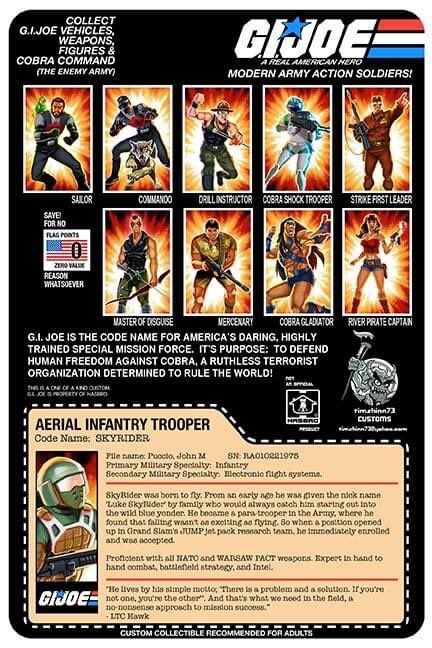 COLLECT
G.I.JOE VEHICLES,
WEAPONS,
FIGURES &
COBRA COMMAND
(THE ENEMY ARMY)
GIJOE
A REAL AMERICAN HERO
MODERN ARMY ACTION SOLDIERS!
SAILOR
COMMANDO
DRILL INSTRUCTOR
COBRA SHOCK TROOPER
STRIKE FIRST LEADER
SAVE!
FOR NO
FLAG POINTS
0
ZERO VALUE
REASON
WHATSOEVER
MASTER OF DISGUISE
MERCENARY
COBRA GLADIATOR
RIVER PIRATE CAPTAIN
G.I. JOE IS THE CODE NAME FOR AMERICA'S DARING, HIGHLY
TRAINED SPECIAL MISSION FORCE. IT'S PURPOSE: TO DEFEND
HUMAN FREEDOM AGAINST COBRA, A RUTHLESS TERRORIST
ORGANIZATION DETERMINED TO RULE THE WORLD!
THIS IS A ONE OF A KIND CUSTOM.
G.I. JOE IS PROPERTY OF HASBRO.
NOT
AN OFFICIAL
HASBRO
PRODUCT
timzhinn73
CUSTOMS
timzhinn73@yahoo.com
AERIAL INFANTRY TROOPER
Code Name: SKYRIDER
File name: Puccio, John M SN: RA010221975
Primary Military Specialty: Infantry
Secondary Military Specialty: Electronic flight systems.
SkyRider was born to fly. From an early age he was given the nick name
"Luke SkyRider" by family who would always catch him staring out into
the wild blue yonder. He became a para-trooper in the Army, where he
found that falling wasn't as exciting as flying. So when a position opened
up in Grand Slam's JUMP jet pack research team, he immediately enrolled
and was accepted.
Proficient with all NATO and WARSAW PACT weapons. Expert in hand to
hand combat, battlefield strategy, and Intel.
"He lives by his simple motto; 'There is a problem and a solution. If you're
not one, you're the other". And that's what we need in the field, a
no-nonsense approach to mission success."
- LTC Hawk
GIJOE
CUSTOM COLLECTIBLE RECOMMENDED FOR ADULTS